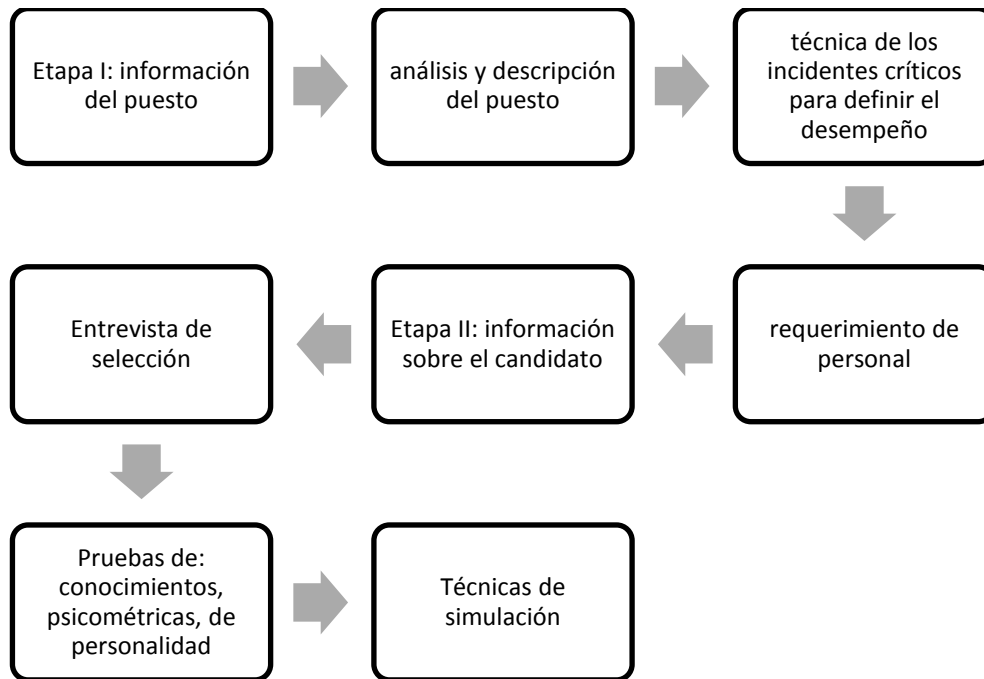 Etapa I: información
del puesto
análisis y descripción
del puesto
técnica de los
incidentes críticos
para definir el
desempeño
requerimiento de
personal
Etapa II: información
sobre el candidato
Entrevista de
selección
Pruebas de:
conocimientos,
psicométricas, de
personalidad
Técnicas de
simulación